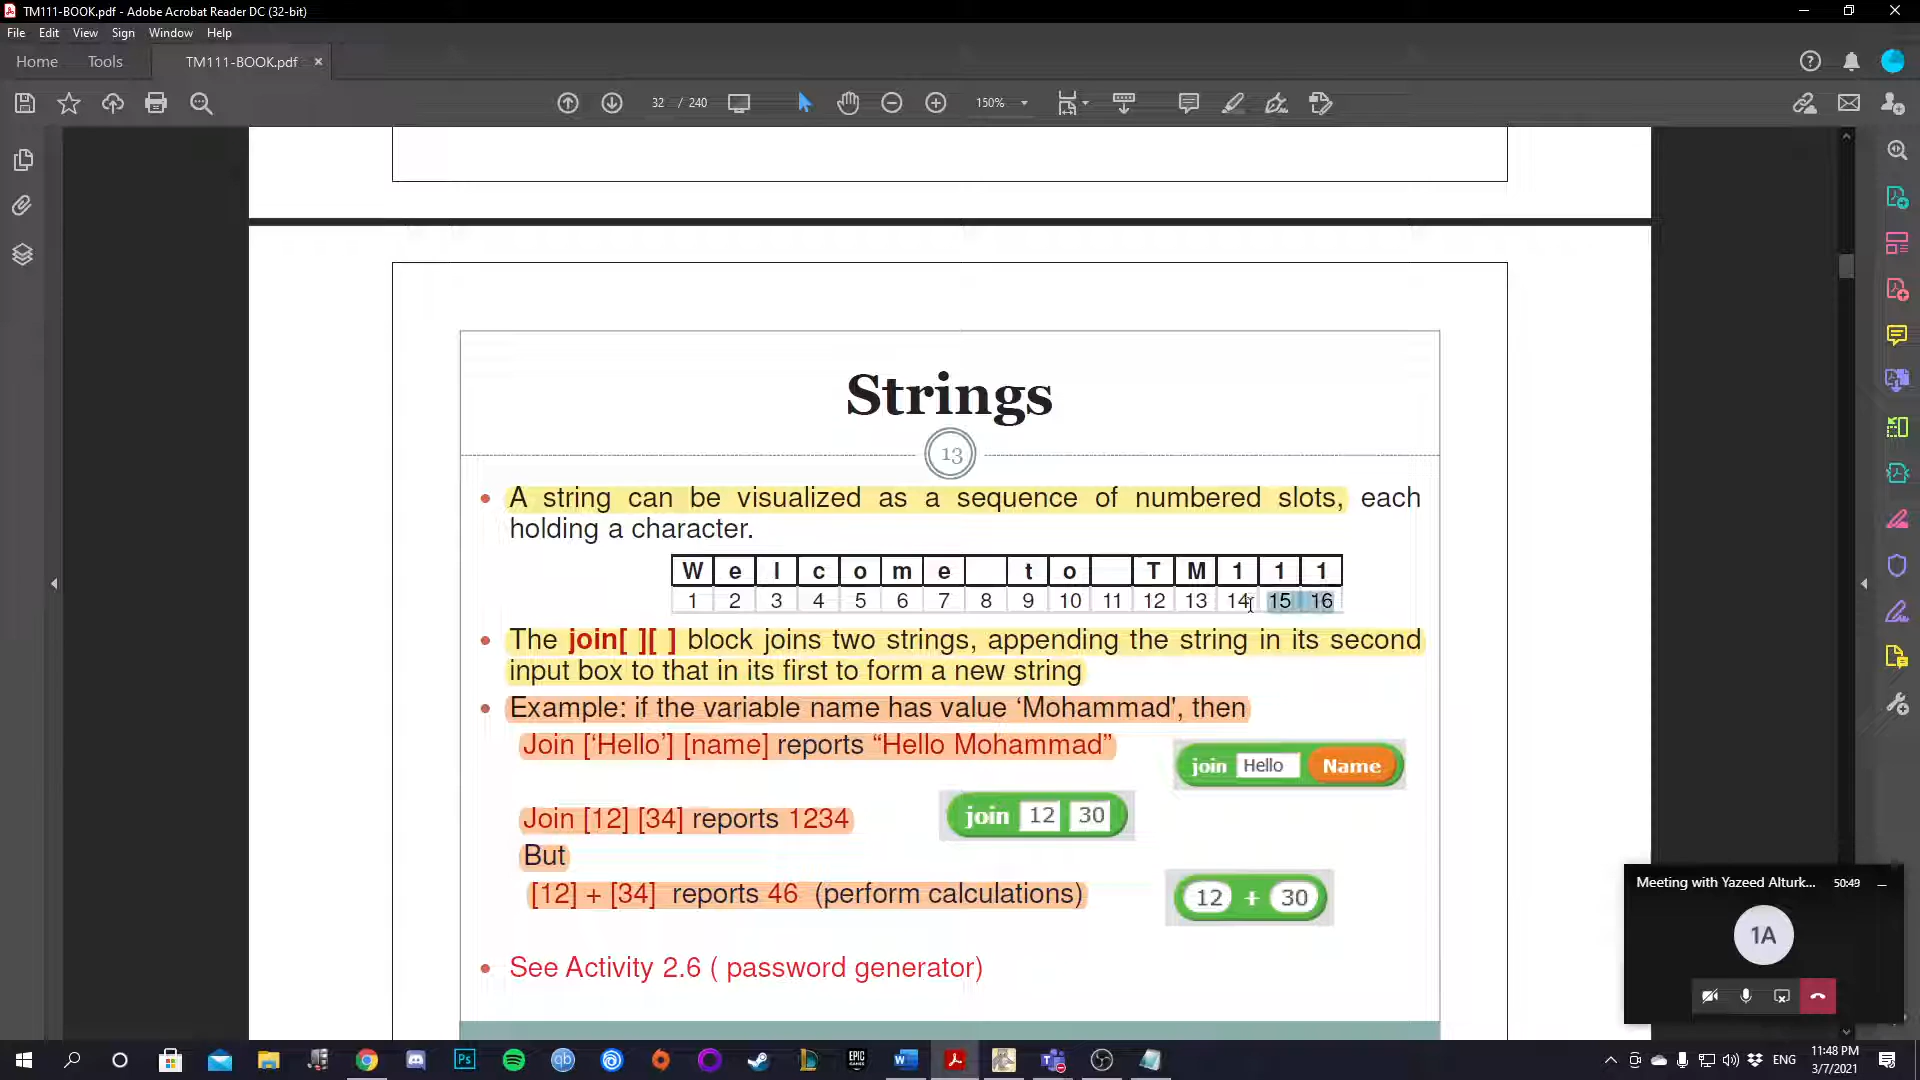 TM111-BOOK.pdf - Adobe Acrobat Reader DC (32-bit)
File Edit View Sign Window Help
Home Tools TM111-BOOK.pdf ×
32 / 240 150%
Strings
13
• A string can be visualized as a sequence of numbered slots, each
holding a character.
W e l c o m e t o T M 1 1 1
1 2 3 4 5 6 7 8 9 10 11 12 13 14 15 16
• The join[ ][ ] block joins two strings, appending the string in its second
input box to that in its first to form a new string
• Example: if the variable name has value ‘Mohammad', then
Join [‘Hello’] [name] reports “Hello Mohammad”
join Hello Name
Join [12] [34] reports 1234
join 12 30
But
[12] + [34] reports 46 (perform calculations)
12 + 30
• See Activity 2.6 ( password generator)
Meeting with Yazeed Alturk... 50:49
1A
ENG
11:48 PM
3/7/2021